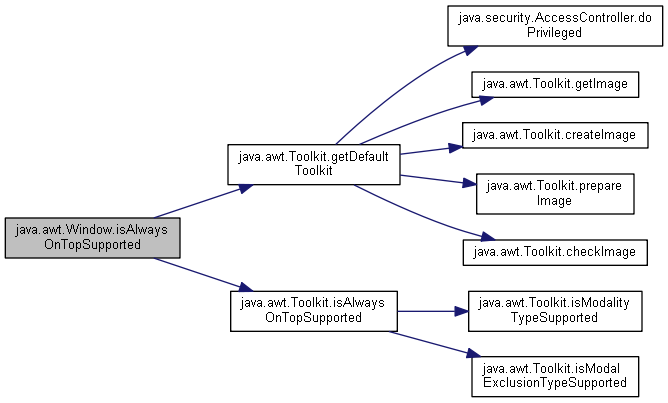 java.security.AccessController.do
Privileged
java.awt.Toolkit.getImage
java.awt.Toolkit.createImage
java.awt.Toolkit.getDefault
Toolkit
java.awt.Toolkit.prepare
Image
java.awt.Window.isAlways
OnTopSupported
java.awt.Toolkit.checkImage
java.awt.Toolkit.isAlways
OnTopSupported
java.awt.Toolkit.isModality
TypeSupported
java.awt.Toolkit.isModal
ExclusionTypeSupported